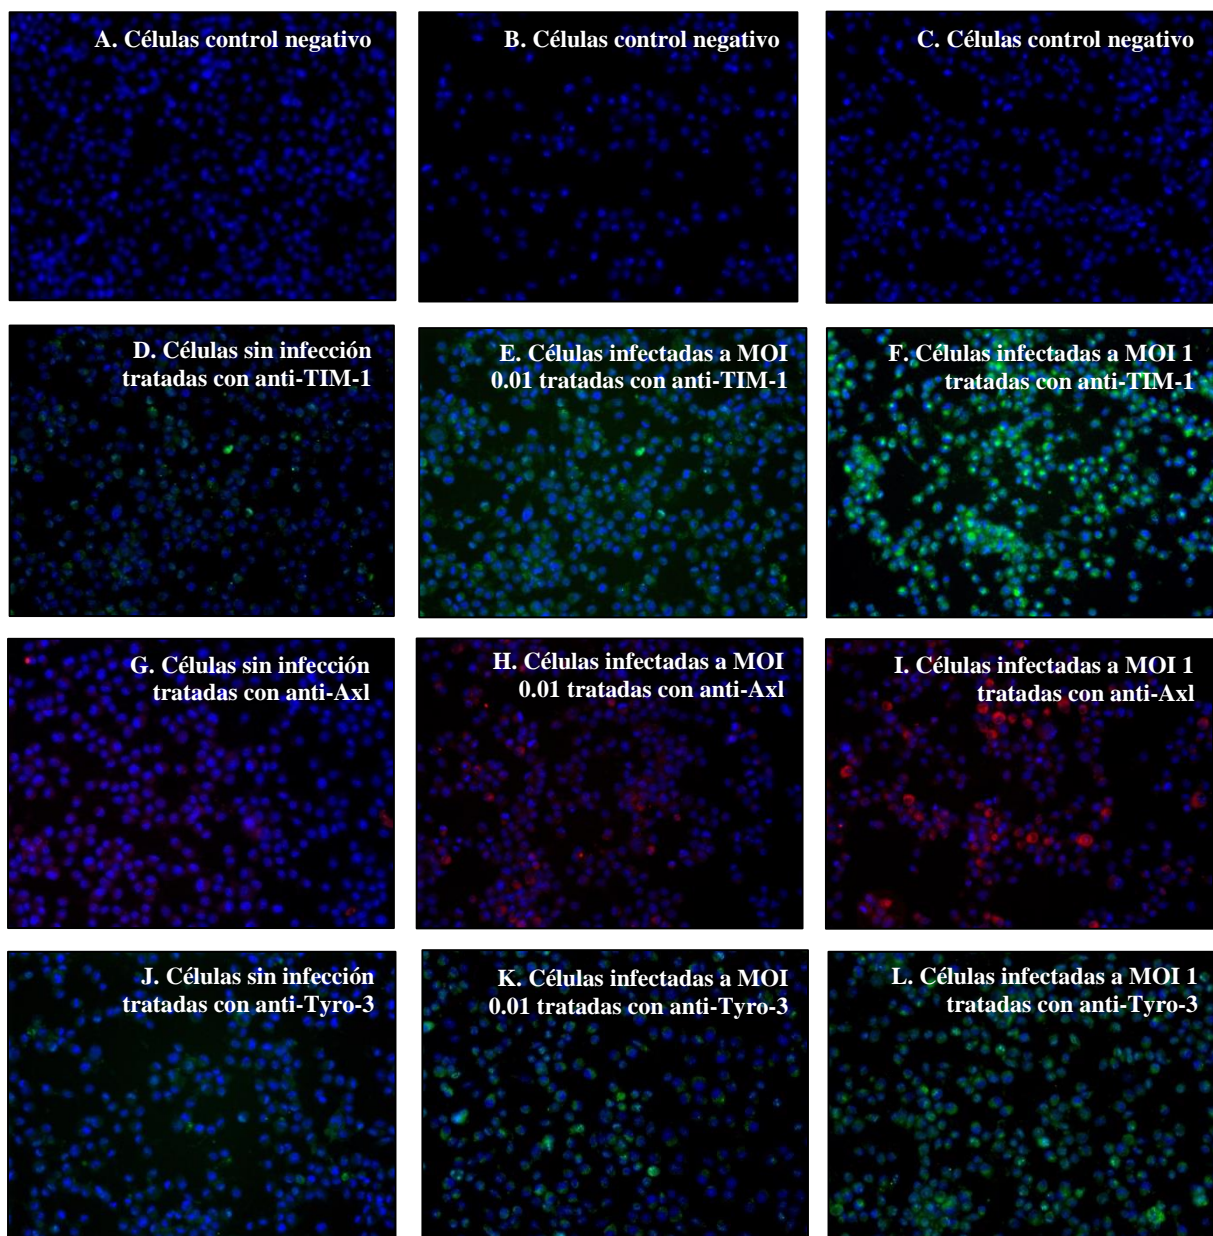 A. Células control negativo
B. Células control negativo
C. Células control negativo
D. Células sin infección
tratadas con anti-TIM-1
E. Células infectadas a MOI
0.01 tratadas con anti-TIM-1
F. Células infectadas a MOI 1
tratadas con anti-TIM-1
G. Células sin infección
tratadas con anti-Axl
H. Células infectadas a MOI
0.01 tratadas con anti-Axl
I. Células infectadas a MOI 1
tratadas con anti-Axl
J. Células sin infección
tratadas con anti-Tyro-3
K. Células infectadas a MOI
0.01 tratadas con anti-Tyro-3
L. Células infectadas a MOI 1
tratadas con anti-Tyro-3